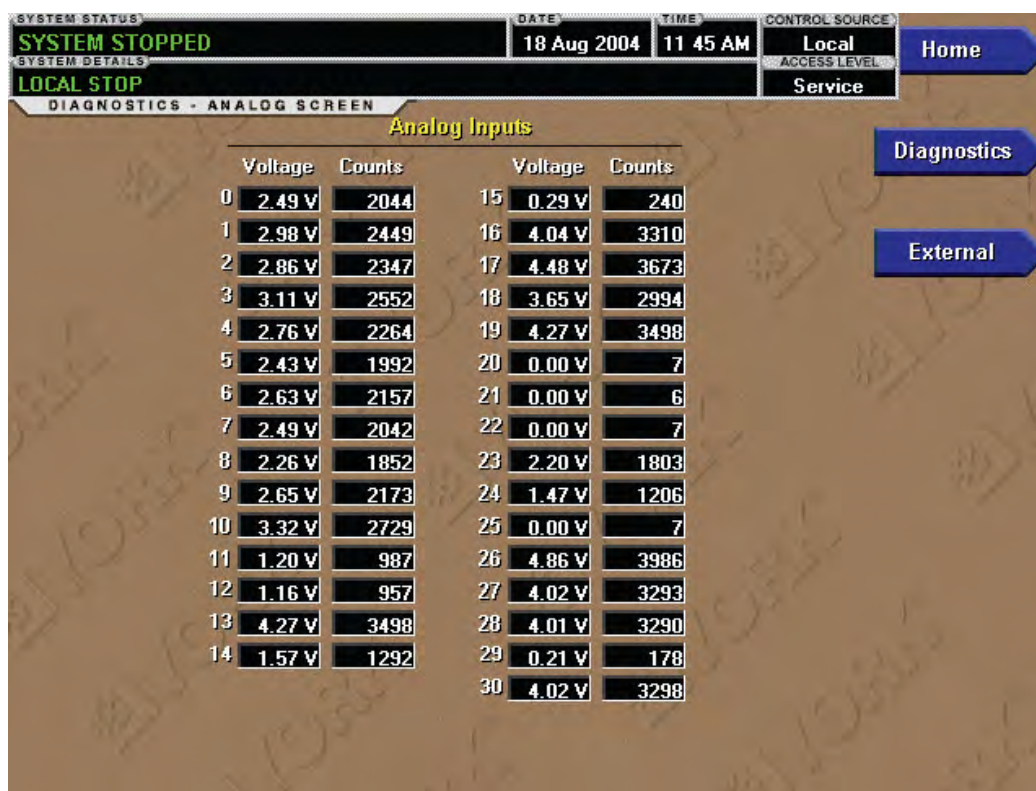 SYSTEM STATUS DATE TIME CONTROL SOURCE
SYSTEM STOPPED 18 Aug 2004 11 45 AM Local
SYSTEM DETAILS ACCESS LEVEL
LOCAL STOP Service
Home
DIAGNOSTICS - ANALOG SCREEN
Analog Inputs
Diagnostics
External
Voltage Counts Voltage Counts
0 2.49 V 2044 15 0.29 V 240
1 2.98 V 2449 16 4.04 V 3310
2 2.86 V 2347 17 4.48 V 3673
3 3.11 V 2552 18 3.65 V 2994
4 2.76 V 2264 19 4.27 V 3498
5 2.43 V 1992 20 0.00 V 7
6 2.63 V 2157 21 0.00 V 6
7 2.49 V 2042 22 0.00 V 7
8 2.26 V 1852 23 2.20 V 1803
9 2.65 V 2173 24 1.47 V 1206
10 3.32 V 2729 25 0.00 V 7
11 1.20 V 987 26 4.86 V 3986
12 1.16 V 957 27 4.02 V 3293
13 4.27 V 3498 28 4.01 V 3290
14 1.57 V 1292 29 0.21 V 178
30 4.02 V 3298